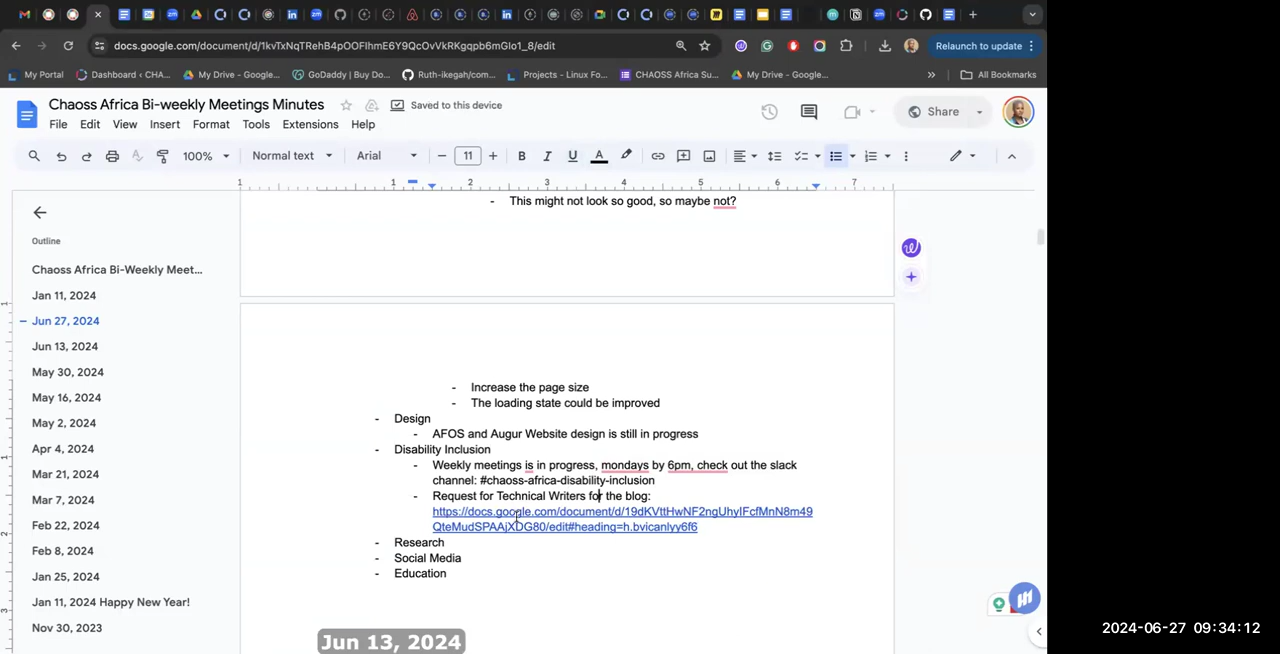 docs.google.com/document/d/1kvTxNqTRehB4pOOFIhmE6Y9QcOvVkRKgqpb6mGlo1_8/edit
Relaunch to update
My Portal
Dashboard ‹ CHA...
My Drive - Google...
GoDaddy | Buy Do...
Ruth-ikegah/com...
Projects - Linux Fo...
CHAOSS Africa Su...
My Drive - Google...
»
All Bookmarks
Chaoss Africa Bi-weekly Meetings Minutes
Saved to this device
File Edit View Insert Format Tools Extensions Help
Share
100% Normal text Arial − 11 + B I U A
1 1 2 3 4 5 6 7
Outline
Chaoss Africa Bi-Weekly Meet...
Jan 11, 2024
Jun 27, 2024
Jun 13, 2024
May 30, 2024
May 16, 2024
May 2, 2024
Apr 4, 2024
Mar 21, 2024
Mar 7, 2024
Feb 22, 2024
Feb 8, 2024
Jan 25, 2024
Jan 11, 2024 Happy New Year!
Nov 30, 2023
- This might not look so good, so maybe not?
- Increase the page size
- The loading state could be improved
- Design
- AFOS and Augur Website design is still in progress
- Disability Inclusion
- Weekly meetings is in progress, mondays by 6pm, check out the slack
channel: #chaoss-africa-disability-inclusion
- Request for Technical Writers for the blog:
https://docs.google.com/document/d/19dKVttHwNF2ngUhyIFcfMnN8m49
QteMudSPAAjXDG80/edit#heading=h.bvicanlyy6f6
- Research
- Social Media
- Education
Jun 13, 2024
2024-06-27 09:34:12